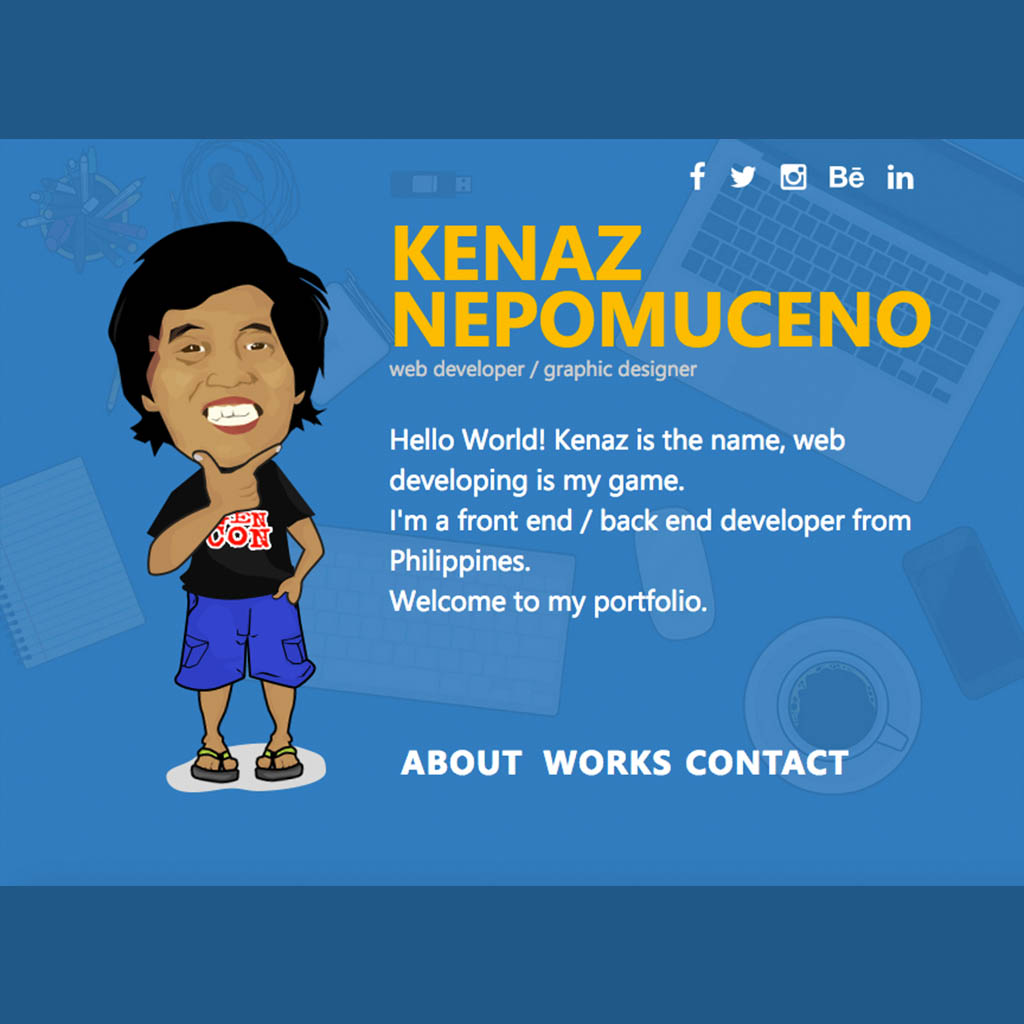 Bē in
KENAZ
NEPOMUCENO
web developer / graphic designer
Hello World! Kenaz is the name, web
developing is my game.
I'm a front end / back end developer from
Philippines.
Welcome to my portfolio.
CON
ABOUT WORKS CONTACT